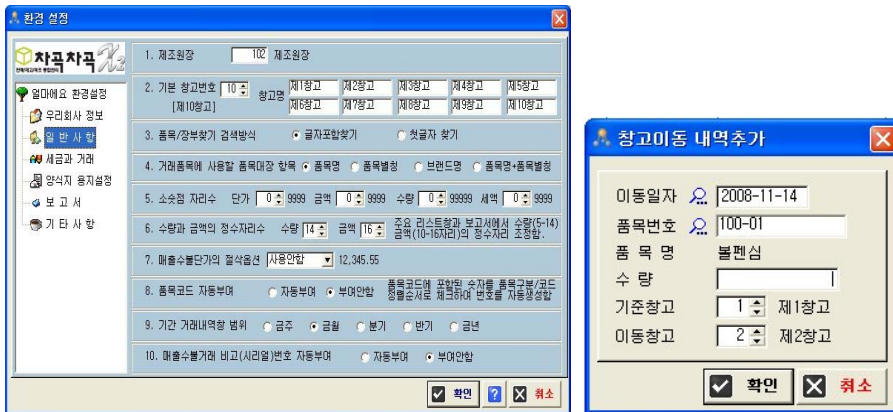 환경 설정
차곡차곡 X2
얼마에요 환경설정
우리회사 정보
일 반 사 항
세금과 거래
양식지 용지설정
보 고 서
기 타 사 항
1. 제조원장 102 제조원장
2. 기본 창고번호 10 창고명 제1창고 제2창고 제3창고 제4창고 제5창고
[제10창고] 제6창고 제7창고 제8창고 제9창고 제10창고
3. 품목/장부찾기 검색방식 글자포함찾기 첫글자 찾기
4. 거래품목에 사용할 품목대장 항목 품목명 품목별칭 브랜드명 품목명+품목별칭
5. 소숫점 자리수 단가 0 9999 금액 0 9999 수량 0 99999 세액 0 9999
6. 수량과 금액의 정수자리수 수량 14 금액 16 주요 리스트창과 보고서에서 수량(5-14)
금액(10-16자리)의 정수자리 조정함.
7. 매출수불단가의 절삭옵션 사용안함 12,345.55
8. 품목코드 자동부여 자동부여 부여안함 품목코드에 포함된 숫자를 품목구분/코드
정렬순서로 체크하여 번호를 자동생성함
9. 기간 거래내역창 범위 금주 금월 분기 반기 금년
10. 매출수불거래 비고(시리얼)번호 자동부여 자동부여 부여안함
확인 ? 취소
창고이동 내역추가
이동일자 2008-11-14
품목번호 100-01
품 목 명 볼펜심
수 량
기준창고 1 제1창고
이동창고 2 제2창고
확인 취소